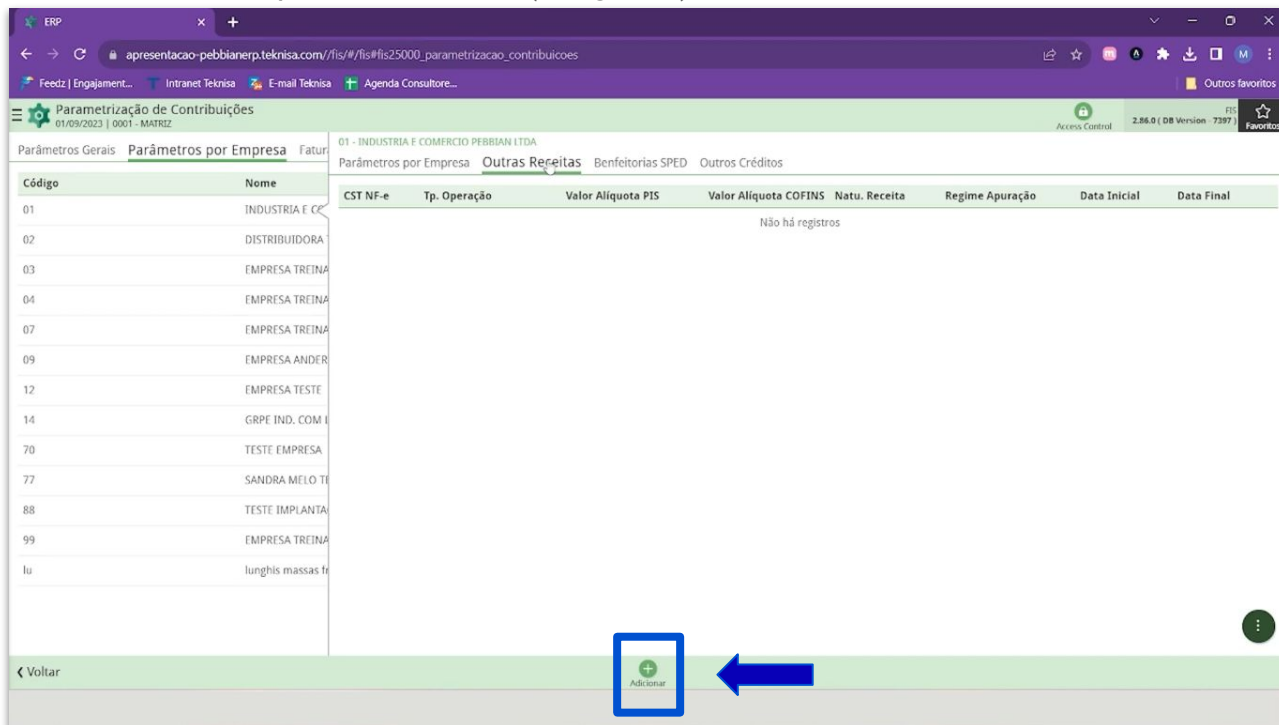 ERP
apresentacao-pebbianerp.teknisa.com//fis/#/fis#fis25000_parametrizacao_contribuicoes
M
Feedz | Engajament... Intranet Teknisa E-mail Teknisa Agenda Consultore... Outros favoritos
Parametrização de Contribuições
01/09/2023 | 0001 - MATRIZ
Access Control
FIS
2.86.0 ( DB Version - 7397 )
Favoritos
Parâmetros Gerais Parâmetros por Empresa Fatur
Código Nome
01 INDUSTRIA E CO
02 DISTRIBUIDORA
03 EMPRESA TREINA
04 EMPRESA TREINA
07 EMPRESA TREINA
09 EMPRESA ANDER
12 EMPRESA TESTE
14 GRPE IND. COM
70 TESTE EMPRESA
77 SANDRA MELO TE
88 TESTE IMPLANTA
99 EMPRESA TREINA
lu lunghis massas fr
01 - INDUSTRIA E COMERCIO PEBBIAN LTDA
Parâmetros por Empresa Outras Receitas Benfeitorias SPED Outros Créditos
CST NF-e Tp. Operação Valor Alíquota PIS Valor Alíquota COFINS Natu. Receita Regime Apuração Data Inicial Data Final
Não há registros
Voltar
Adicionar